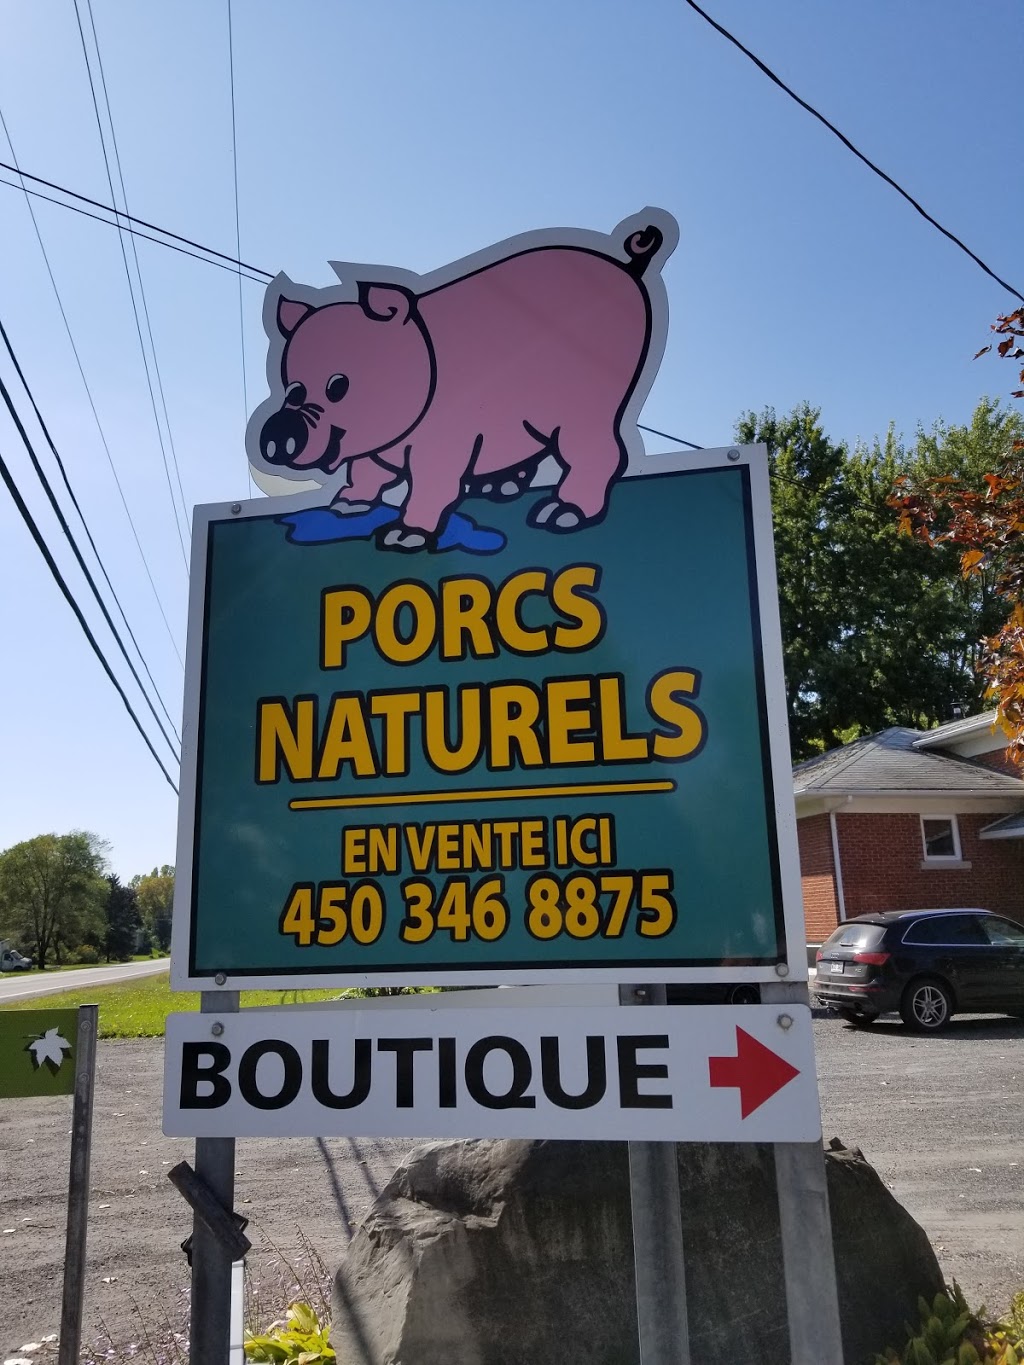 PORCS
NATURELS
EN VENTE ICI
450 346 8875
BOUTIQUE